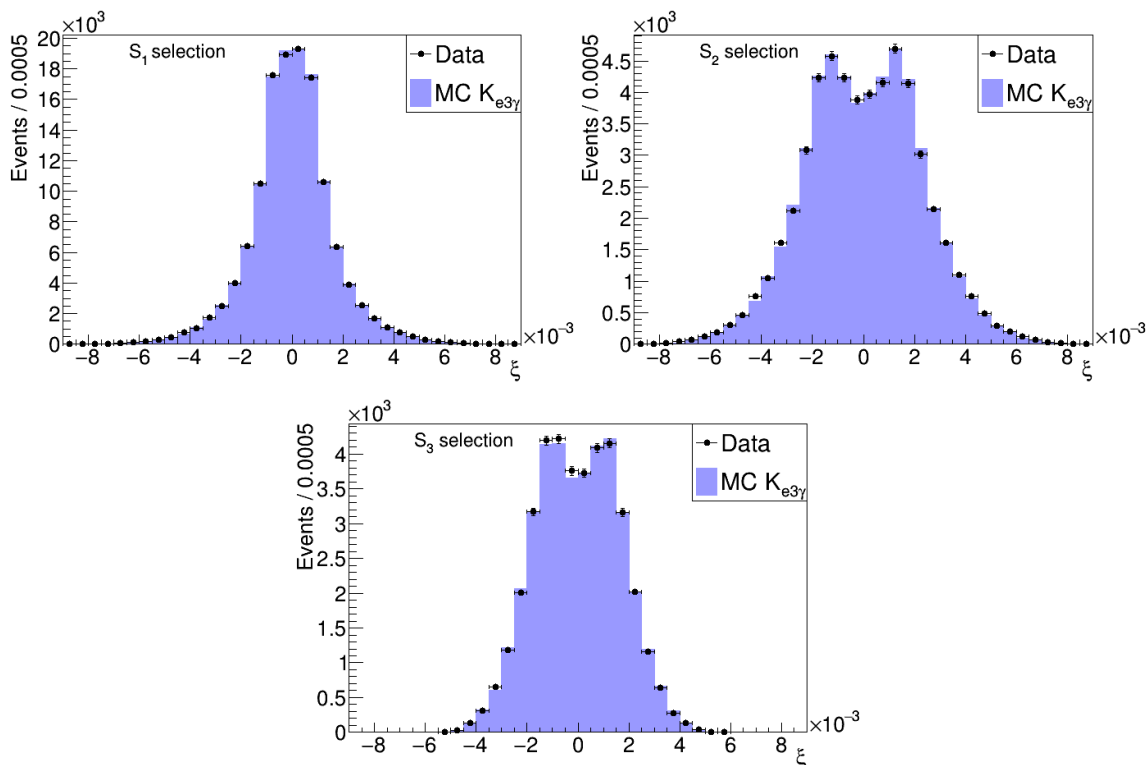 ×10³
S₁ selection
Data
MC Ke3γ
Events / 0.0005
20
18
16
14
12
10
8
6
4
2
0
−8 −6 −4 −2 0 2 4 6 8
×10⁻³
ξ
×10³
S₂ selection
Data
MC Ke3γ
Events / 0.0005
4.5
4
3.5
3
2.5
2
1.5
1
0.5
0
−8 −6 −4 −2 0 2 4 6 8
×10⁻³
ξ
×10³
S₃ selection
Data
MC Ke3γ
Events / 0.0005
4
3.5
3
2.5
2
1.5
1
0.5
0
−8 −6 −4 −2 0 2 4 6 8
×10⁻³
ξ